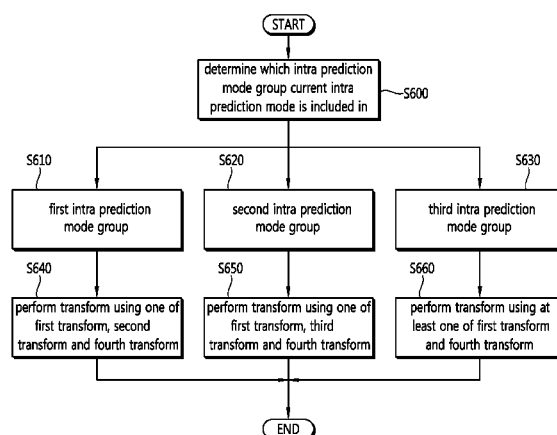 START
determine which intra prediction
mode group current intra
prediction mode is included in
S600
S610
S620
S630
first intra prediction
mode group
second intra prediction
mode group
third intra prediction
mode group
S640
S650
S660
perform transform using one of
first transform, second
transform and fourth transform
perform transform using one of
first transform, third
transform and fourth transform
perform transform using at
least one of first transform
and fourth transform
END